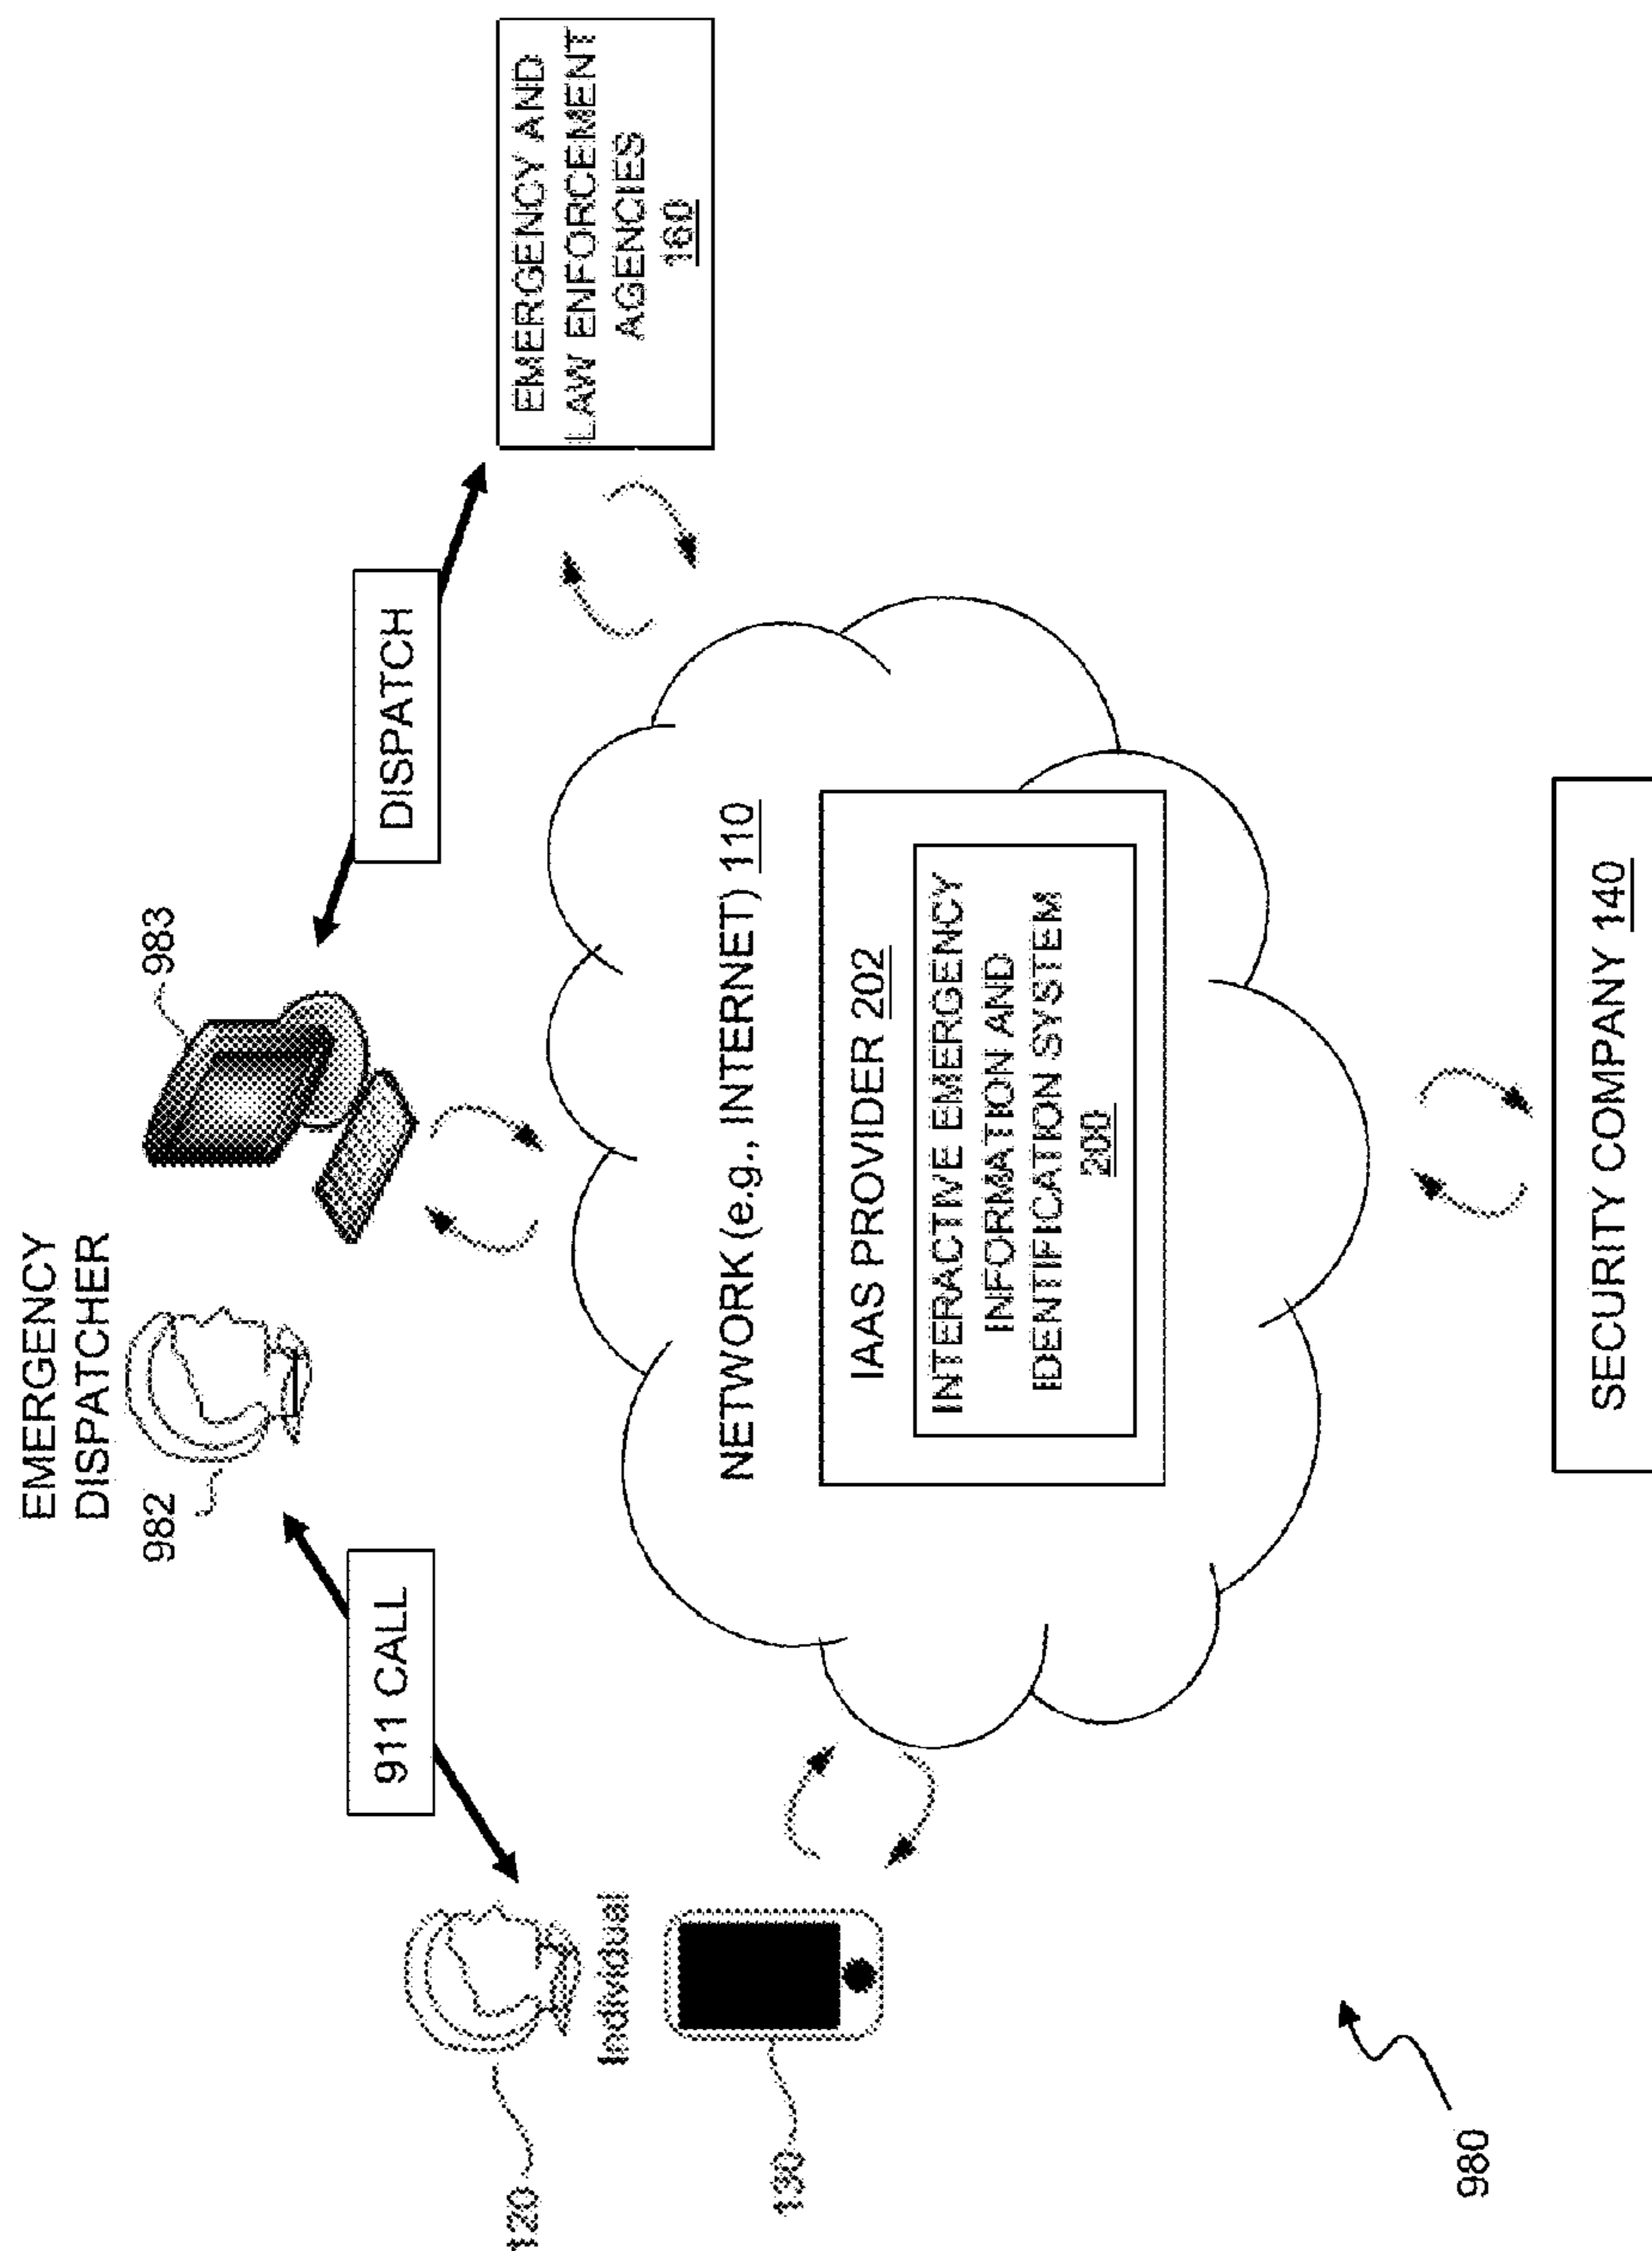 EMERGENCY
DISPATCHER
982
983
911 CALL
DISPATCH
120
Individual
130
EMERGENCY AND
LAW ENFORCEMENT
AGENCIES
160
NETWORK (e.g., INTERNET) 110
IAAS PROVIDER 202
INTERACTIVE EMERGENCY
INFORMATION AND
IDENTIFICATION SYSTEM
200
980
SECURITY COMPANY 140